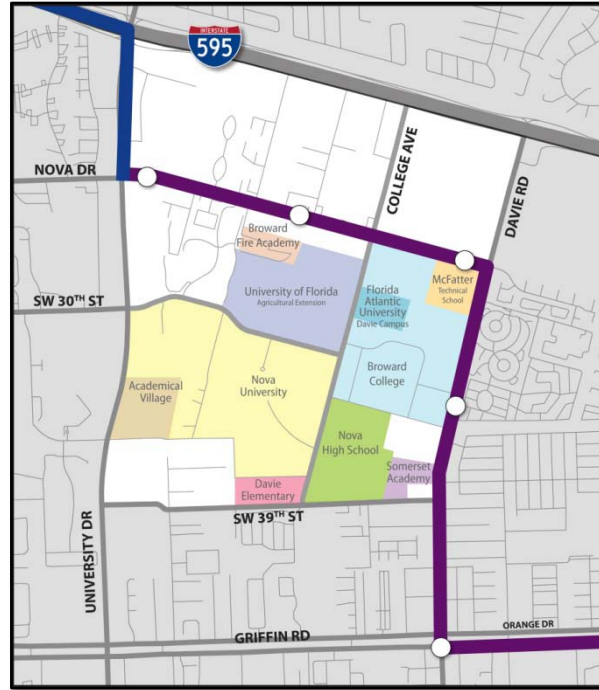 INTERSTATE
595
NOVA DR
COLLEGE AVE
DAVIE RD
Broward
Fire Academy
University of Florida
Agricultural Extension
Florida
Atlantic
University
Davie Campus
McFatter
Technical
School
SW 30TH ST
Broward
College
Academical
Village
Nova
University
Nova
High School
Somerset
Academy
Davie
Elementary
SW 39TH ST
UNIVERSITY DR
GRIFFIN RD
ORANGE DR